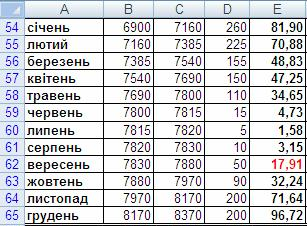 A B C D E
54 січень 6900 7160 260 81,90
55 лютий 7160 7385 225 70,88
56 березень 7385 7540 155 48,83
57 квітень 7540 7690 150 47,25
58 травень 7690 7800 110 34,65
59 червень 7800 7815 15 4,73
60 липень 7815 7820 5 1,58
61 серпень 7820 7830 10 3,15
62 вересень 7830 7880 50 17,91
63 жовтень 7880 7970 90 32,24
64 листопад 7970 8170 200 71,64
65 грудень 8170 8370 200 96,72